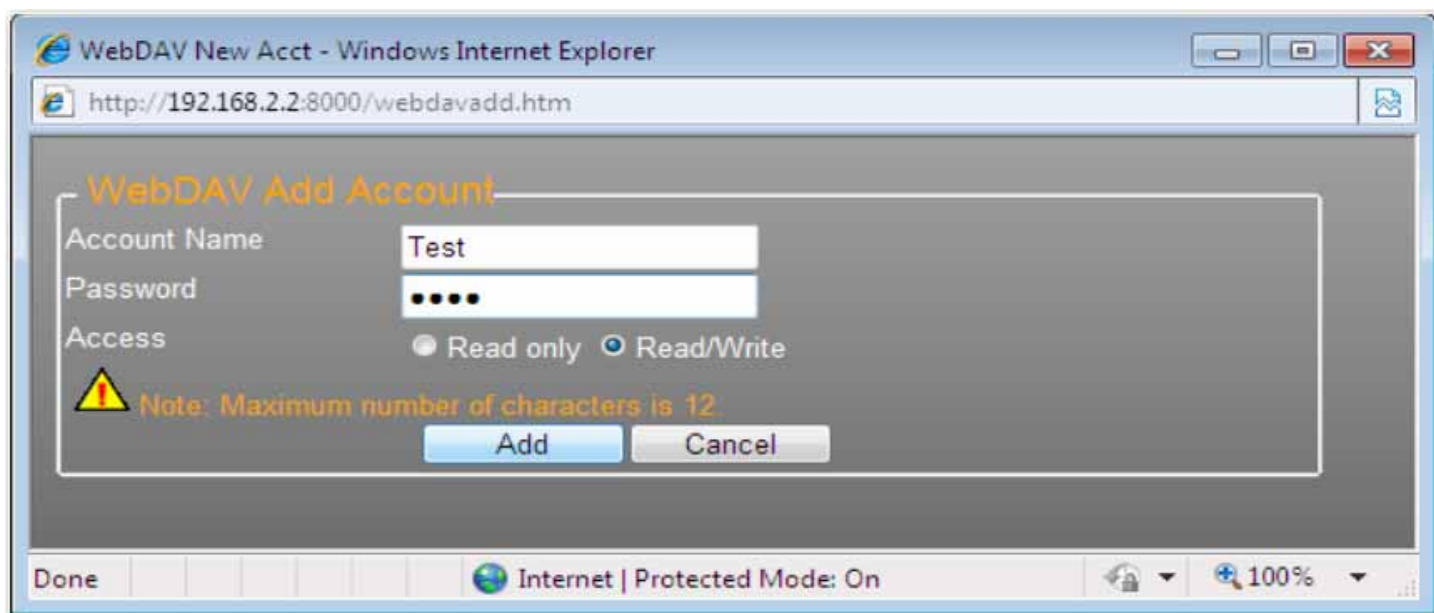 WebDAV New Acct - Windows Internet Explorer
http://192.168.2.2:8000/webdavadd.htm
WebDAV Add Account
Account Name Test
Password ••••
Access Read only Read/Write
Note: Maximum number of characters is 12.
Add Cancel
Done Internet | Protected Mode: On 100%